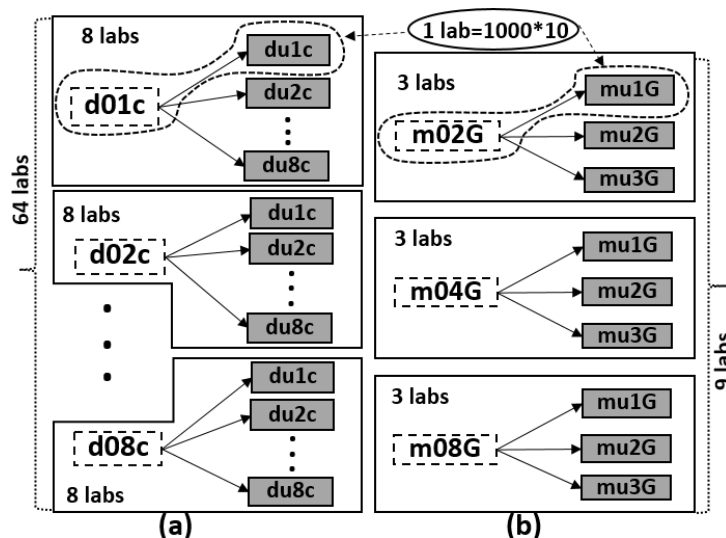 8 labs
1 lab=1000*10
du1c
d01c
du2c
du8c
64 labs
8 labs
du1c
d02c
du2c
du8c
du1c
du2c
d08c
du8c
8 labs
(a)
3 labs
mu1G
m02G
mu2G
mu3G
3 labs
mu1G
m04G
mu2G
mu3G
3 labs
mu1G
m08G
mu2G
mu3G
9 labs
(b)